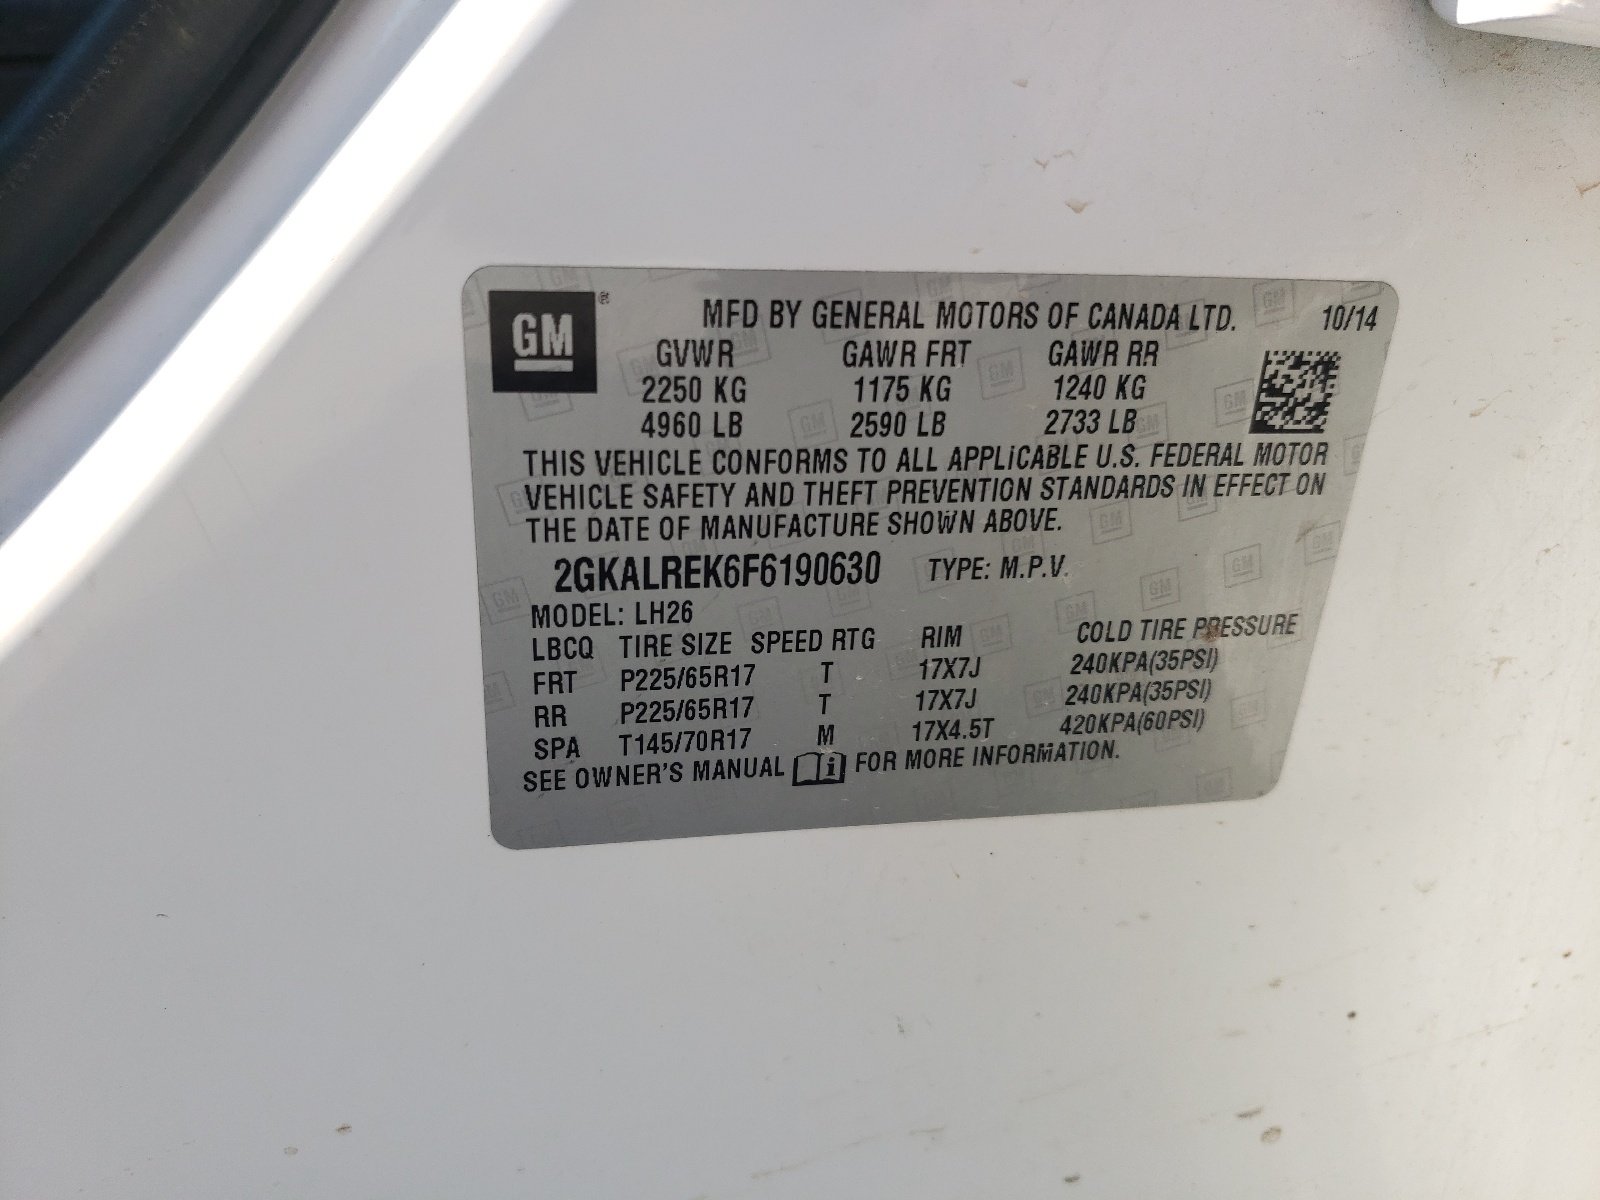 GM ® MFD BY GENERAL MOTORS OF CANADA LTD. 10/14
GVWR GAWR FRT GAWR RR
2250 KG 1175 KG 1240 KG
4960 LB 2590 LB 2733 LB
THIS VEHICLE CONFORMS TO ALL APPLICABLE U.S. FEDERAL MOTOR
VEHICLE SAFETY AND THEFT PREVENTION STANDARDS IN EFFECT ON
THE DATE OF MANUFACTURE SHOWN ABOVE.
2GKALREK6F6190630 TYPE: M.P.V.
MODEL: LH26
LBCQ TIRE SIZE SPEED RTG RIM COLD TIRE PRESSURE
FRT P225/65R17 T 17X7J 240KPA(35PSI)
RR P225/65R17 T 17X7J 240KPA(35PSI)
SPA T145/70R17 M 17X4.5T 420KPA(60PSI)
SEE OWNER'S MANUAL i FOR MORE INFORMATION.